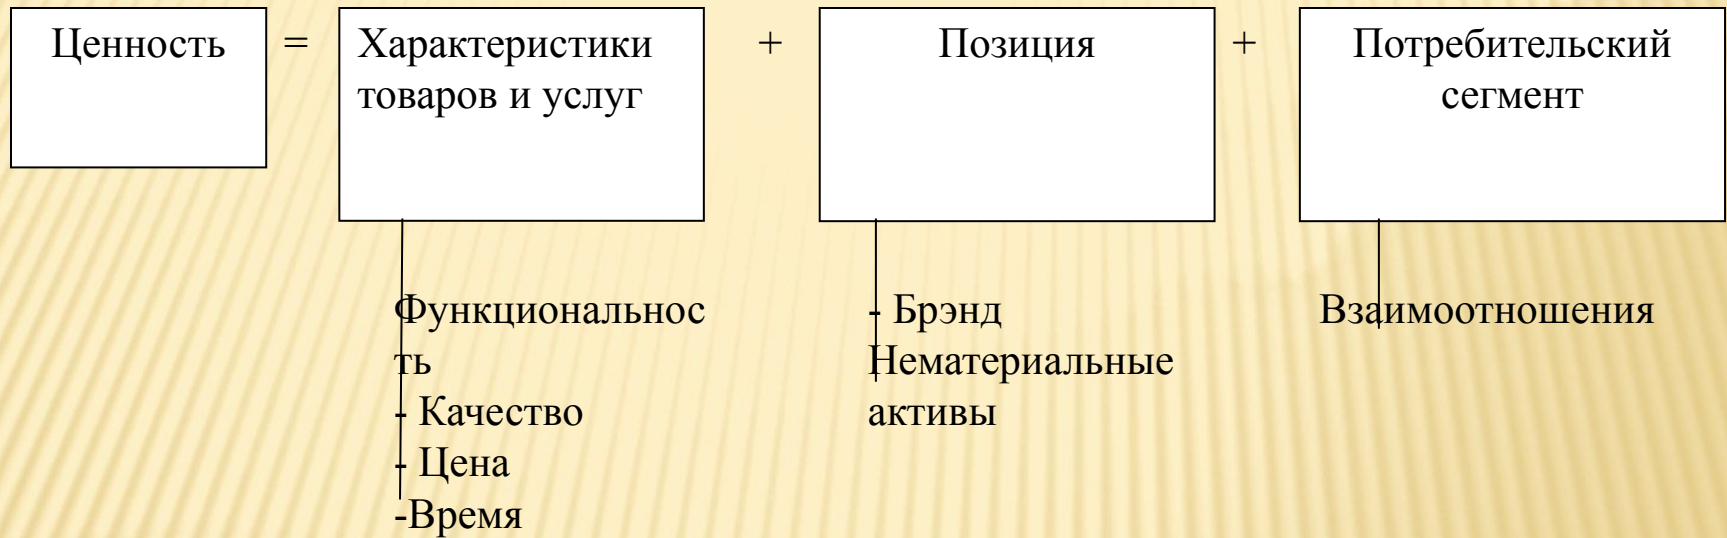 Ценность = Характеристики + Позиция + Потребительский
товаров и услуг сегмент
Функциональнос - Брэнд Взаимоотношения
ть Нематериальные
- Качество активы
- Цена
-Время